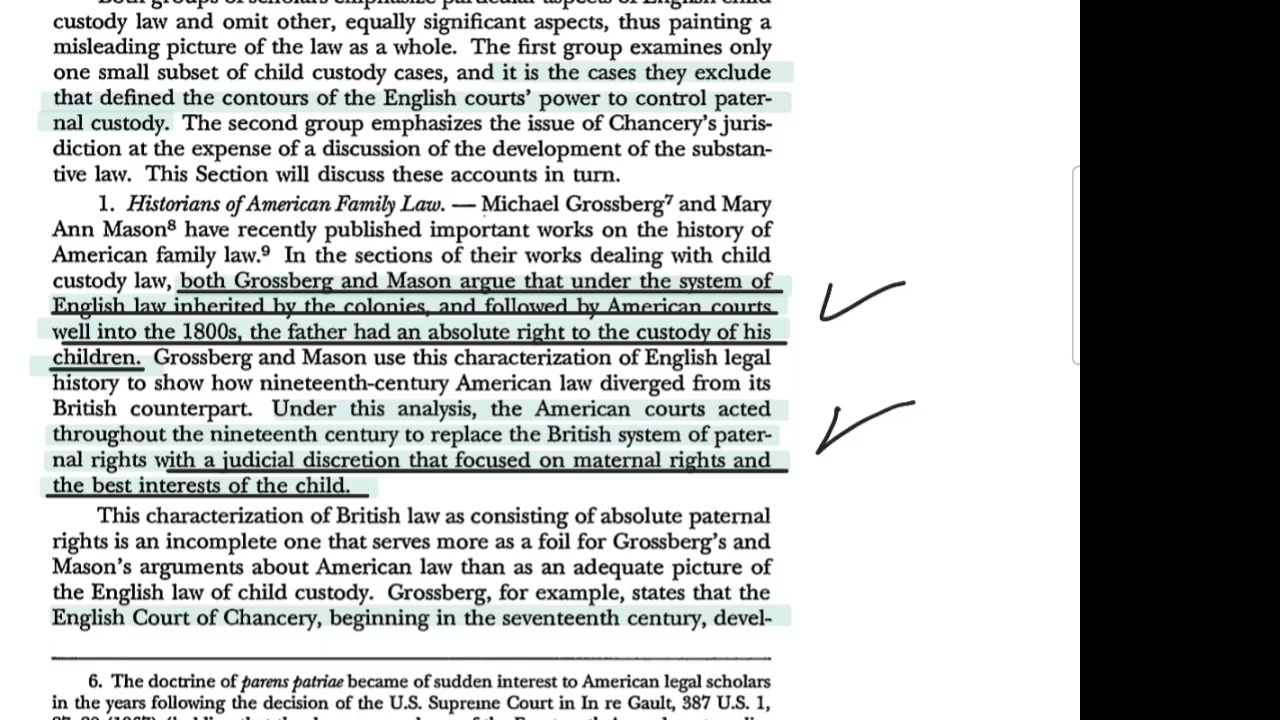 Both groups of scholars emphasize particular aspects of English child
custody law and omit other, equally significant aspects, thus painting a
misleading picture of the law as a whole. The first group examines only
one small subset of child custody cases, and it is the cases they exclude
that defined the contours of the English courts' power to control pater-
nal custody. The second group emphasizes the issue of Chancery's juris-
diction at the expense of a discussion of the development of the substan-
tive law. This Section will discuss these accounts in turn.
1. Historians of American Family Law. — Michael Grossberg7 and Mary
Ann Mason8 have recently published important works on the history of
American family law.9 In the sections of their works dealing with child
custody law, both Grossberg and Mason argue that under the system of
English law inherited by the colonies, and followed by American courts
well into the 1800s, the father had an absolute right to the custody of his
children. Grossberg and Mason use this characterization of English legal
history to show how nineteenth-century American law diverged from its
British counterpart. Under this analysis, the American courts acted
throughout the nineteenth century to replace the British system of pater-
nal rights with a judicial discretion that focused on maternal rights and
the best interests of the child.
This characterization of British law as consisting of absolute paternal
rights is an incomplete one that serves more as a foil for Grossberg's and
Mason's arguments about American law than as an adequate picture of
the English law of child custody. Grossberg, for example, states that the
English Court of Chancery, beginning in the seventeenth century, devel-
6. The doctrine of parens patriae became of sudden interest to American legal scholars
in the years following the decision of the U.S. Supreme Court in In re Gault, 387 U.S. 1,